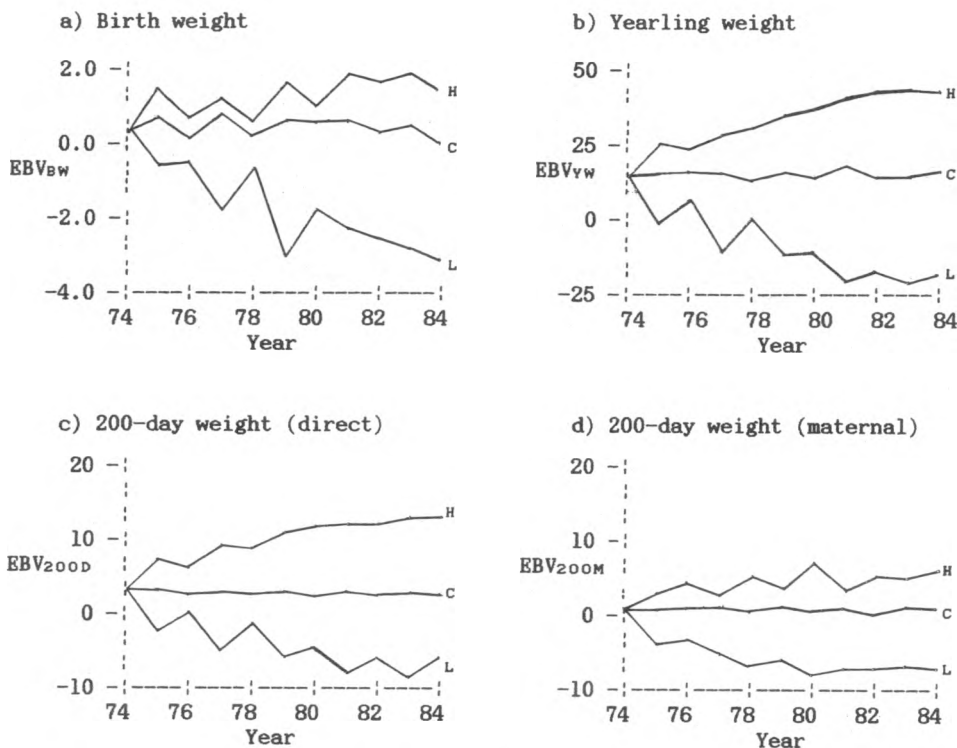 a) Birth weight
2.0
0.0
EBVBW
-2.0
-4.0
H
C
L
74 76 78 80 82 84
Year
b) Yearling weight
50
25
EBVYW
0
-25
H
C
L
74 76 78 80 82 84
Year
c) 200-day weight (direct)
20
10
EBV200D
0
-10
H
C
L
74 76 78 80 82 84
Year
d) 200-day weight (maternal)
20
10
EBV200M
0
-10
H
C
L
74 76 78 80 82 84
Year